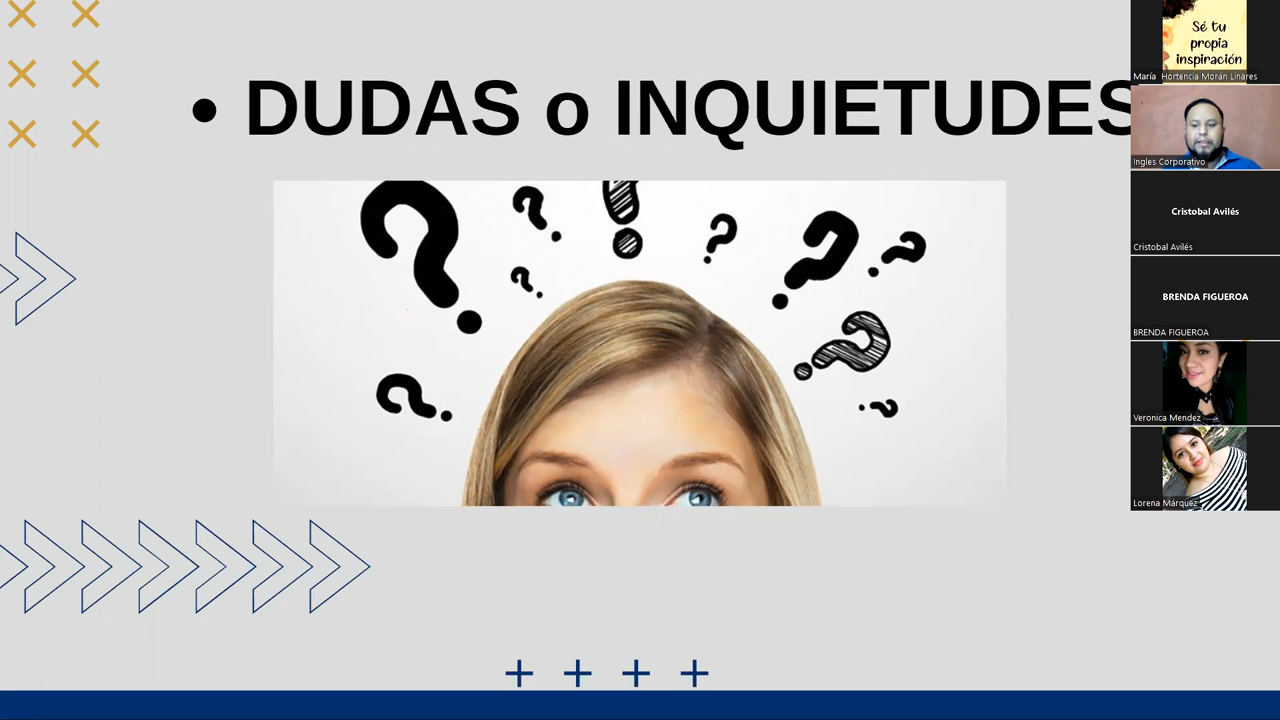 • DUDAS o INQUIETUDES
Sé tu
propia
inspiración
María Hortencia Morán Linares
Ingles Corporativo
Cristobal Avilés
Cristobal Avilés
BRENDA FIGUEROA
BRENDA FIGUEROA
Veronica Mendez
Lorena Márquez